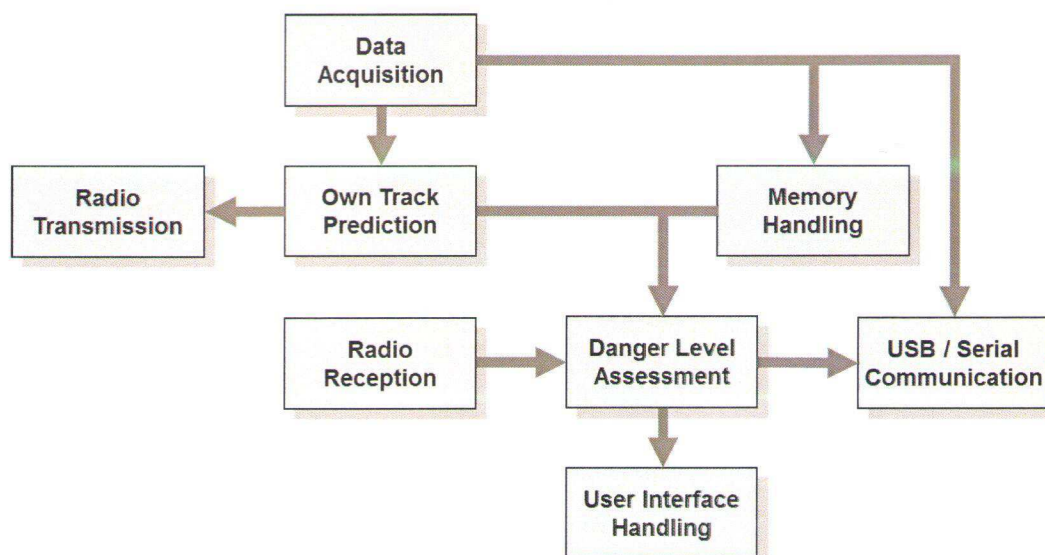 Data
Acquisition
Radio
Transmission
Own Track
Prediction
Memory
Handling
Radio
Reception
Danger Level
Assessment
USB / Serial
Communication
User Interface
Handling